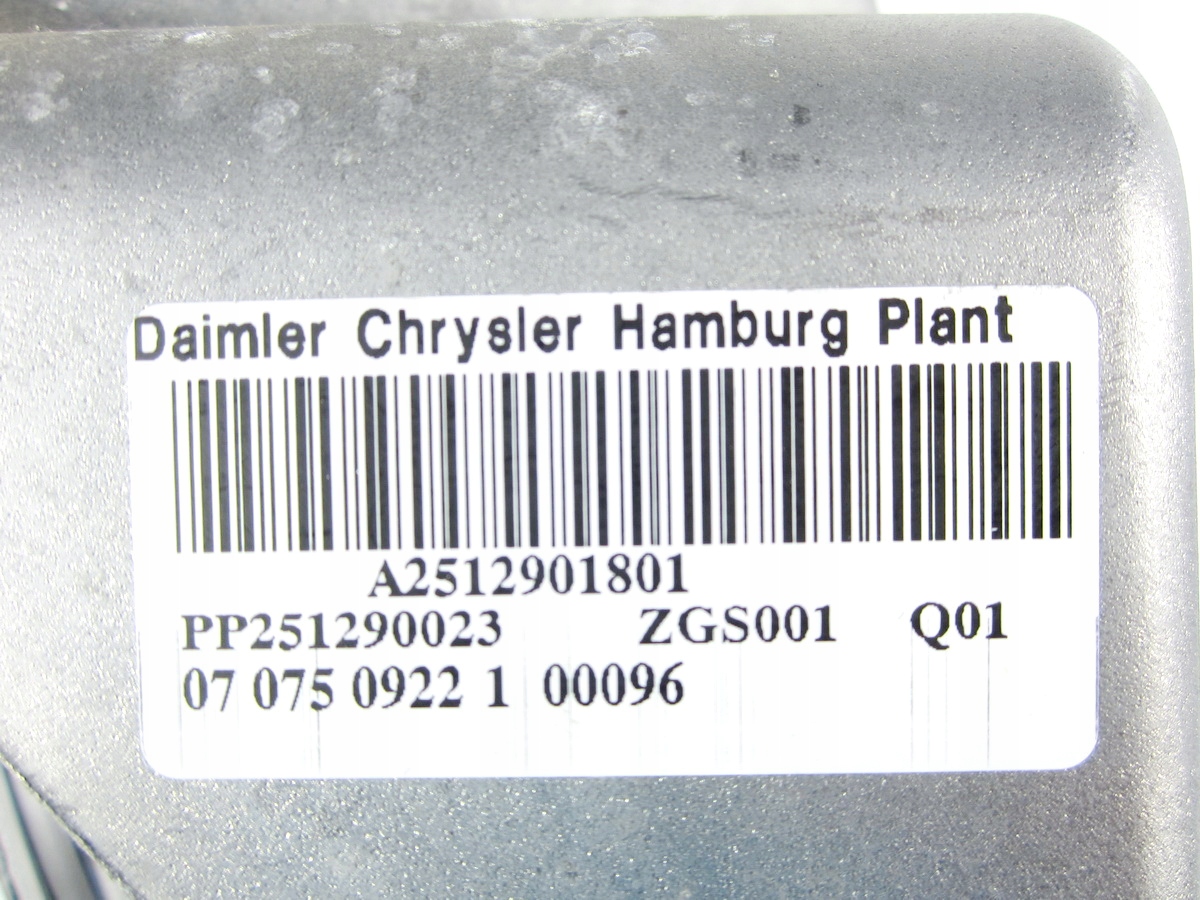 Daimler Chrysler Hamburg Plant
A2512901801
PP251290023 ZGS001 Q01
07 075 0922 1 00096